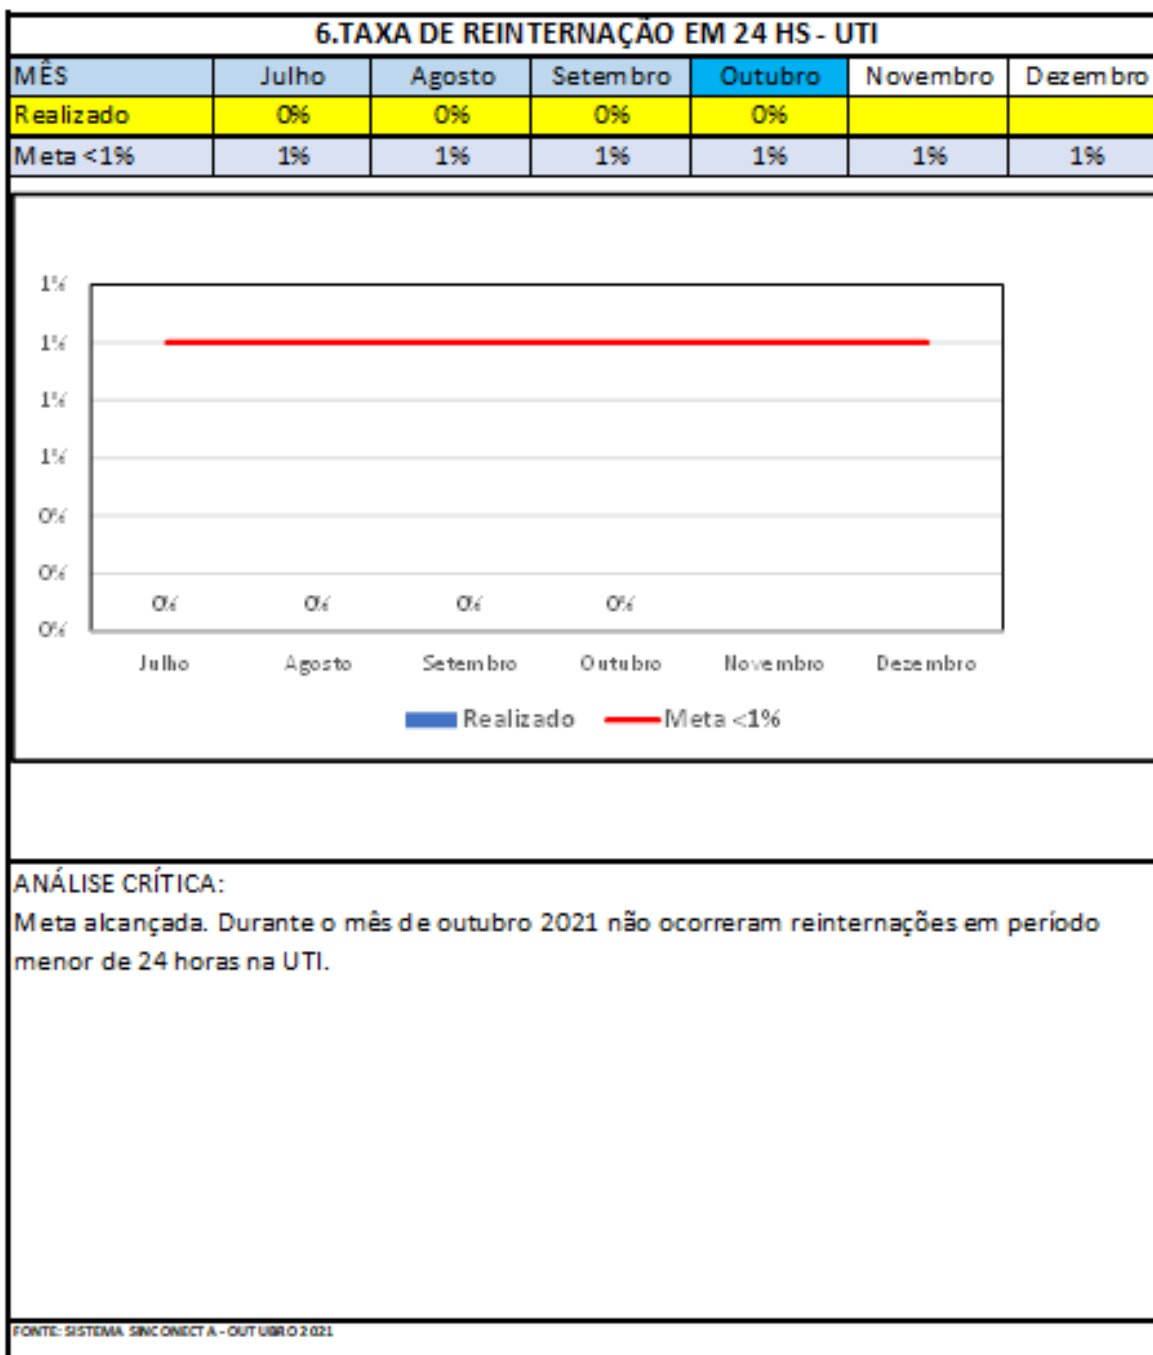 6.TAXA DE REINTERNAÇÃO EM 24 HS - UTI
MÊS Julho Agosto Setembro Outubro Novembro Dezembro
Realizado 0% 0% 0% 0%
Meta <1% 1% 1% 1% 1% 1% 1%
1%
1%
1%
1%
0%
0%
0% 0% 0% 0%
0%
Julho Agosto Setembro Outubro Novembro Dezembro
Realizado Meta <1%
ANÁLISE CRÍTICA:
Meta alcançada. Durante o mês de outubro 2021 não ocorreram reinternações em período
menor de 24 horas na UTI.
FONTE: SISTEMA SINCONECTA - OUTUBRO 2021